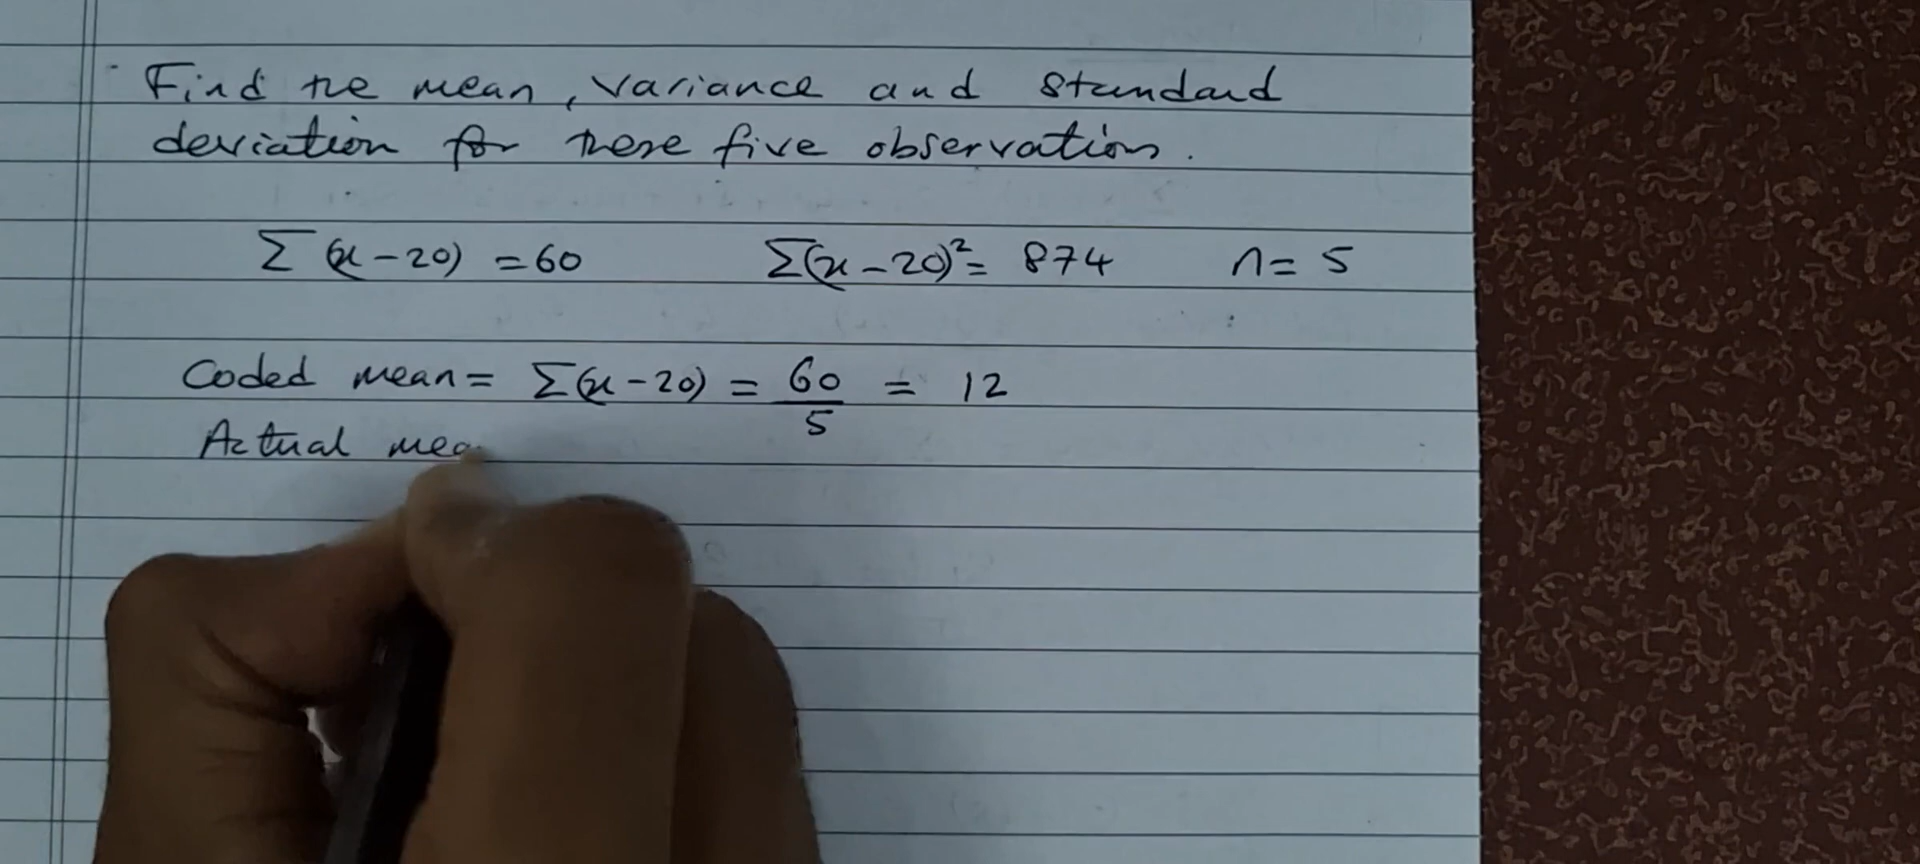 Find the mean, variance and standard
deviation for these five observations.
Σ(x-20) = 60 Σ(x-20)²= 874 n= 5
Coded mean= Σ(x-20) = 60/5 = 12
Actual mea